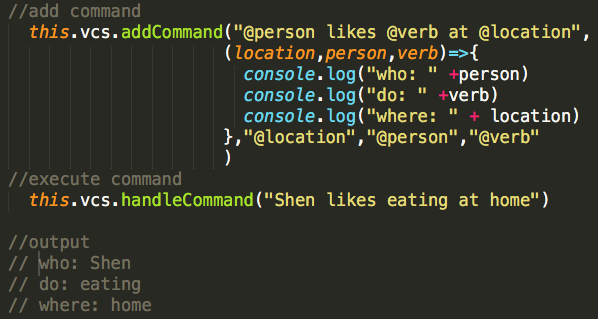 //add command
this.vcs.addCommand("@person likes @verb at @location",
(location,person,verb)=>{
console.log("who: " +person)
console.log("do: " +verb)
console.log("where: " + location)
},"@location","@person","@verb"
)
//execute command
this.vcs.handleCommand("Shen likes eating at home")
//output
// who: Shen
// do: eating
// where: home